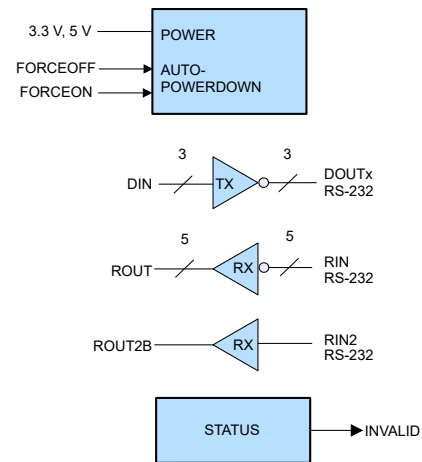 3.3 V, 5 V
POWER
FORCEOFF
AUTO-
POWERDOWN
FORCEON
3
3
DIN
TX
DOUTx
RS-232
5
5
ROUT
RX
RIN
RS-232
ROUT2B
RX
RIN2
RS-232
STATUS
INVALID